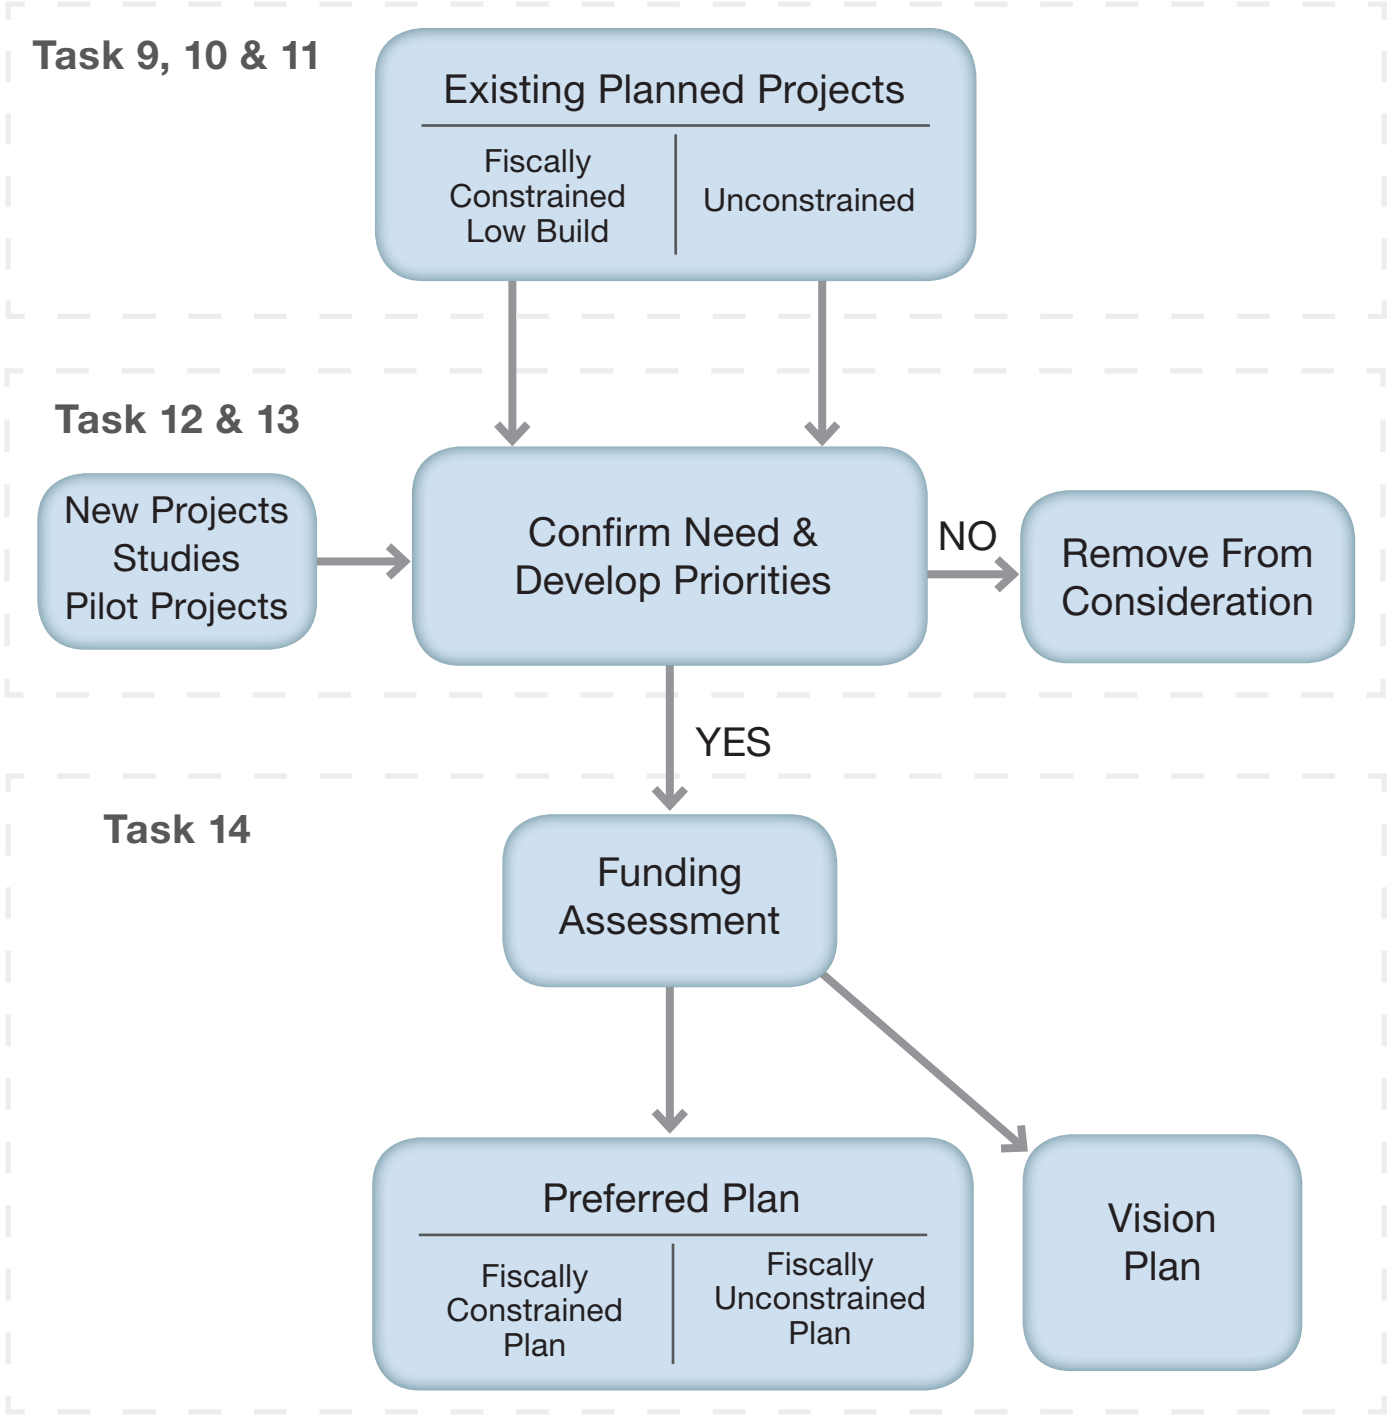 Task 9, 10 & 11
Existing Planned Projects
Fiscally
Constrained
Low Build
Unconstrained
Task 12 & 13
New Projects
Studies
Pilot Projects
Confirm Need &
Develop Priorities
NO
Remove From
Consideration
YES
Task 14
Funding
Assessment
Preferred Plan
Fiscally
Constrained
Plan
Fiscally
Unconstrained
Plan
Vision
Plan